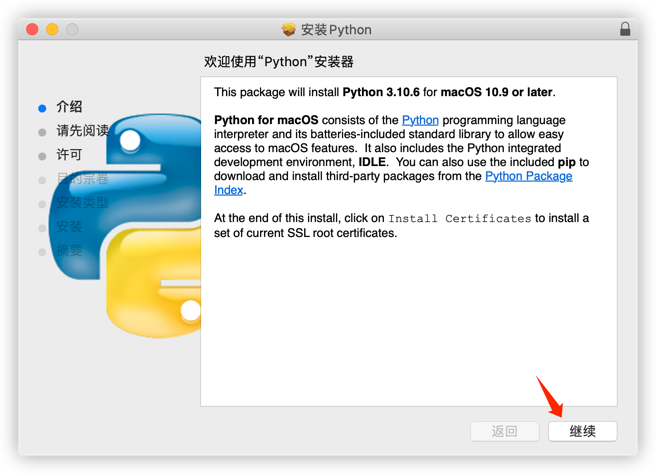 安装Python
欢迎使用“Python”安装器
介绍
请先阅读
许可
目的宗卷
安装类型
安装
摘要
This package will install Python 3.10.6 for macOS 10.9 or later.
Python for macOS consists of the Python programming language
interpreter and its batteries-included standard library to allow easy
access to macOS features. It also includes the Python integrated
development environment, IDLE. You can also use the included pip to
download and install third-party packages from the Python Package
Index.
At the end of this install, click on Install Certificates to install a
set of current SSL root certificates.
返回
继续